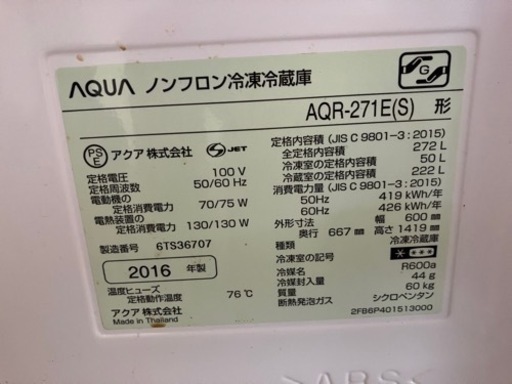 AQUA ノンフロン冷凍冷蔵庫
G
AQR-271E(S) 形
PS E アクア 株式会社 JET
定格電圧 100 V
定格周波数 50/60 Hz
電動機の
定格消費電力 70/75 W
電熱装置の
定格消費電力 130/130 W
製造番号 6TS36707
2016 年製
温度ヒューズ
定格動作温度 76℃
アクア 株式会社
Made in Thailand
定格内容積 (JIS C 9801-3 : 2015)
全定格内容積 272 L
冷凍室の定格内容積 50 L
冷蔵室の定格内容積 222 L
消費電力量 (JIS C 9801-3 : 2015)
50Hz 419 kWh/年
60Hz 426 kWh/年
外形寸法 幅 600 mm
奥行 667 mm 高さ 1419 mm
種類 冷凍冷蔵庫
冷凍室の記号
冷媒名 R600a
冷媒封入量 44 g
質量 60 kg
断熱発泡ガス シクロペンタン
2FB6P401513000
>ABS<